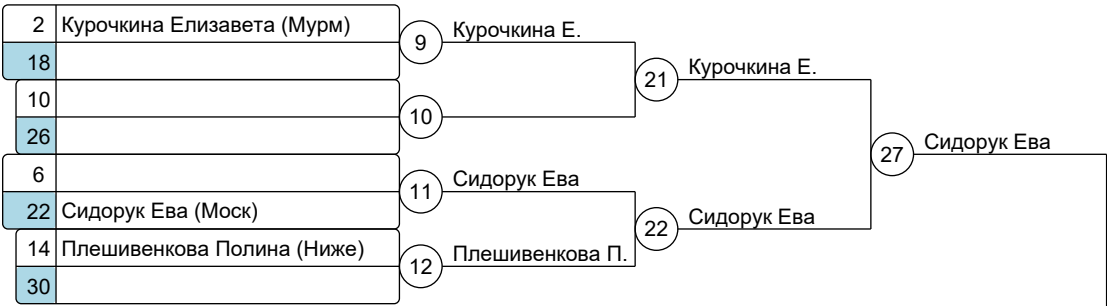 2 Курочкина Елизавета (Мурм)
18
9 Курочкина Е.
10
26
10
21 Курочкина Е.
6
22 Сидорук Ева (Моск)
11 Сидорук Ева
14 Плешивенкова Полина (Ниже)
30
12 Плешивенкова П.
22 Сидорук Ева
27 Сидорук Ева